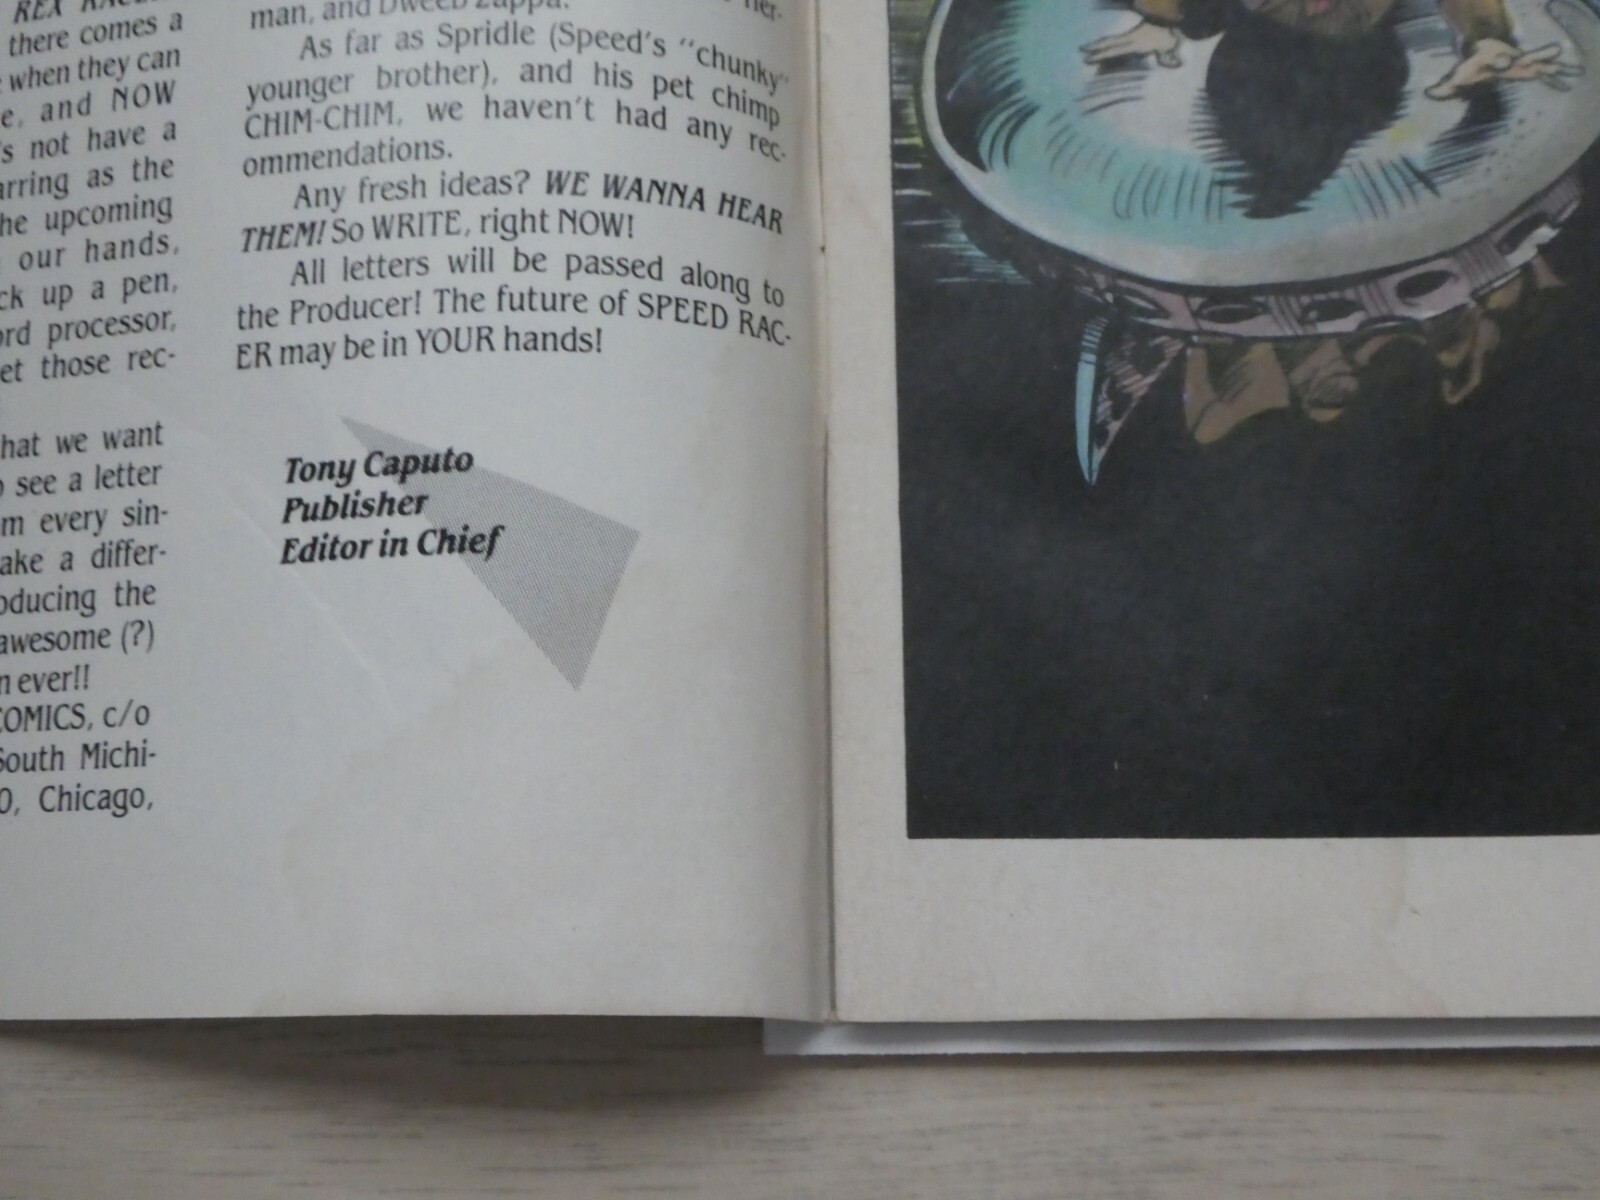 REX
there comes a
when they can
e, and NOW
's not have a
arring as the
he upcoming
our hands,
ck up a pen,
ord processor,
et those rec-
hat we want
o see a letter
m every sin-
ake a differ-
oducing the
awesome (?)
n ever!!
COMICS, c/o
South Michi-
0, Chicago,
man, and Dweeb Zappa.
As far as Spridle (Speed's "chunky"
younger brother), and his pet chimp
CHIM-CHIM, we haven't had any rec-
ommendations.
Any fresh ideas? WE WANNA HEAR
THEM! So WRITE, right NOW!
All letters will be passed along to
the Producer! The future of SPEED RAC-
ER may be in YOUR hands!
Tony Caputo
Publisher
Editor in Chief